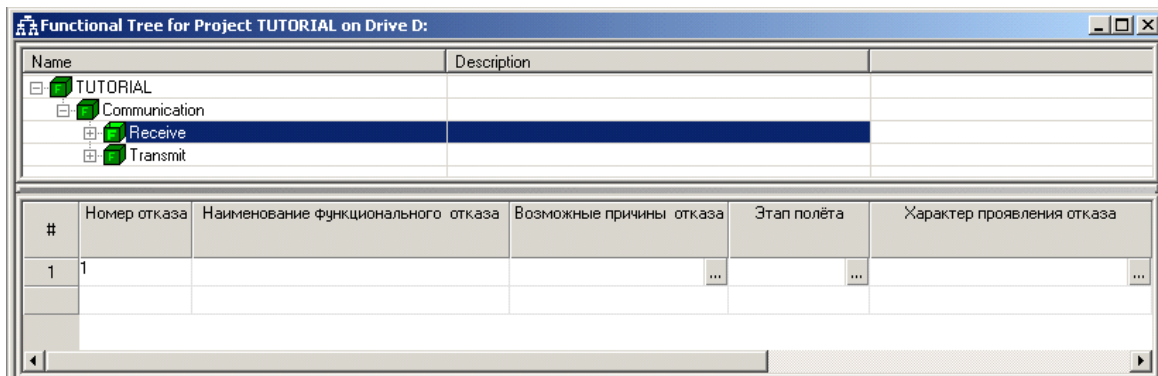 Functional Tree for Project TUTORIAL on Drive D:
Name Description
TUTORIAL
Communication
Receive
Transmit
# Номер отказа Наименование функционального отказа Возможные причины отказа Этап полёта Характер проявления отказа
1 1 ... ... ...